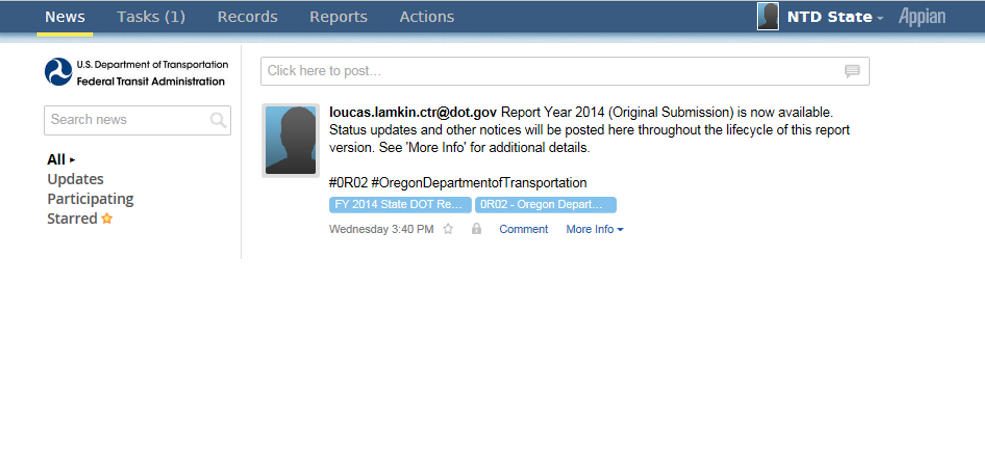 News Tasks (1) Records Reports Actions NTD State Appian
U.S. Department of Transportation
Federal Transit Administration
Search news
All
Updates
Participating
Starred
Click here to post...
loucas.lamkin.ctr@dot.gov Report Year 2014 (Original Submission) is now available.
Status updates and other notices will be posted here throughout the lifecycle of this report
version. See 'More Info' for additional details.
#0R02 #OregonDepartmentofTransportation
FY 2014 State DOT Re... 0R02 - Oregon Depart...
Wednesday 3:40 PM Comment More Info